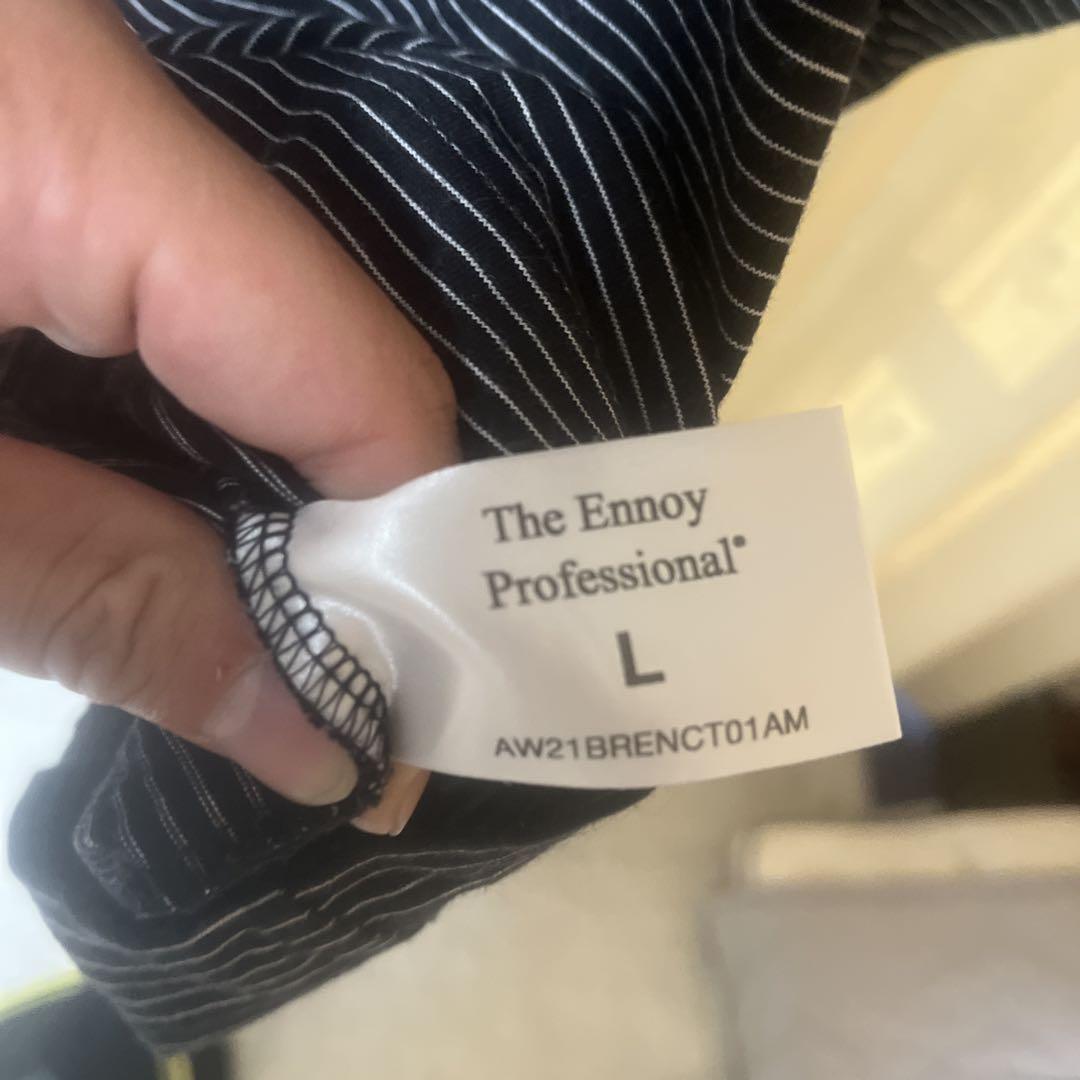 The Ennoy
Professional®
L
AW21BRENCT01AM